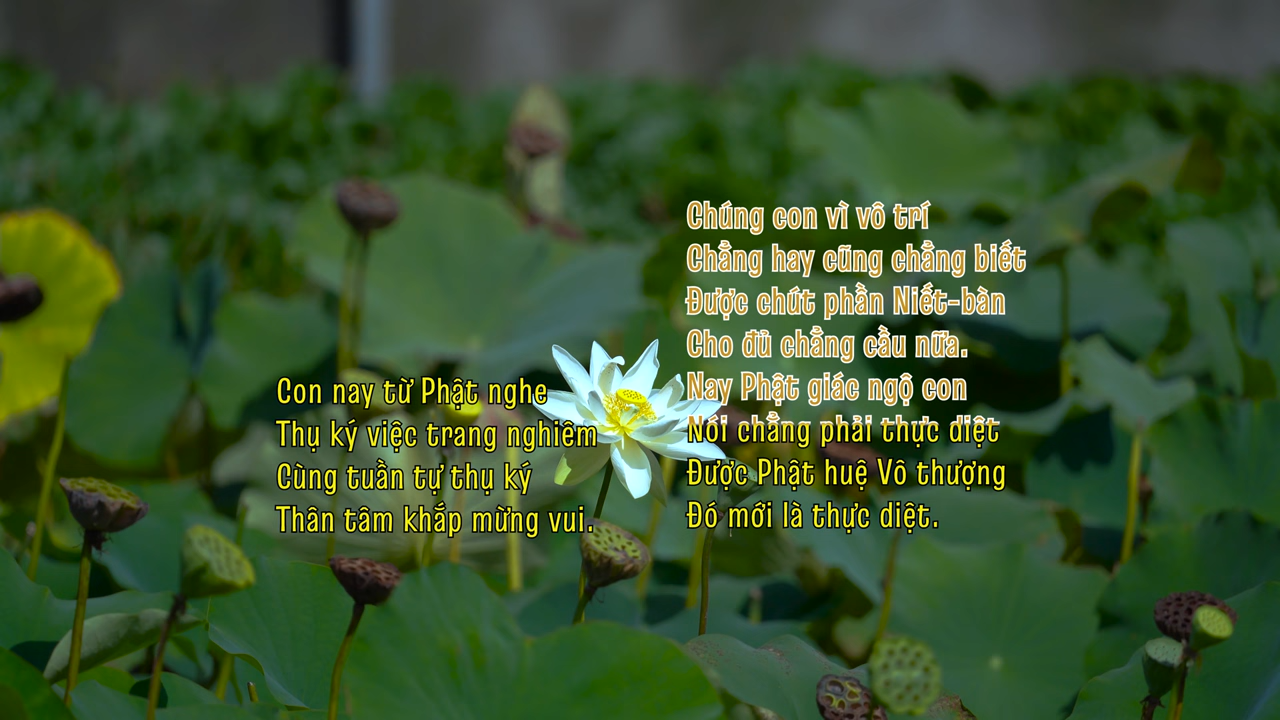 Chúng con vì vô trí
Chẳng hay cũng chẳng biết
Được chút phần Niết-bàn
Cho đủ chẳng cầu nữa.
Nay Phật giác ngộ con
Nói chẳng phải thực diệt
Được Phật huệ Vô thượng
Đó mới là thực diệt.
Con nay từ Phật nghe
Thụ ký việc trang nghiêm
Cùng tuần tự thụ ký
Thân tâm khắp mừng vui.